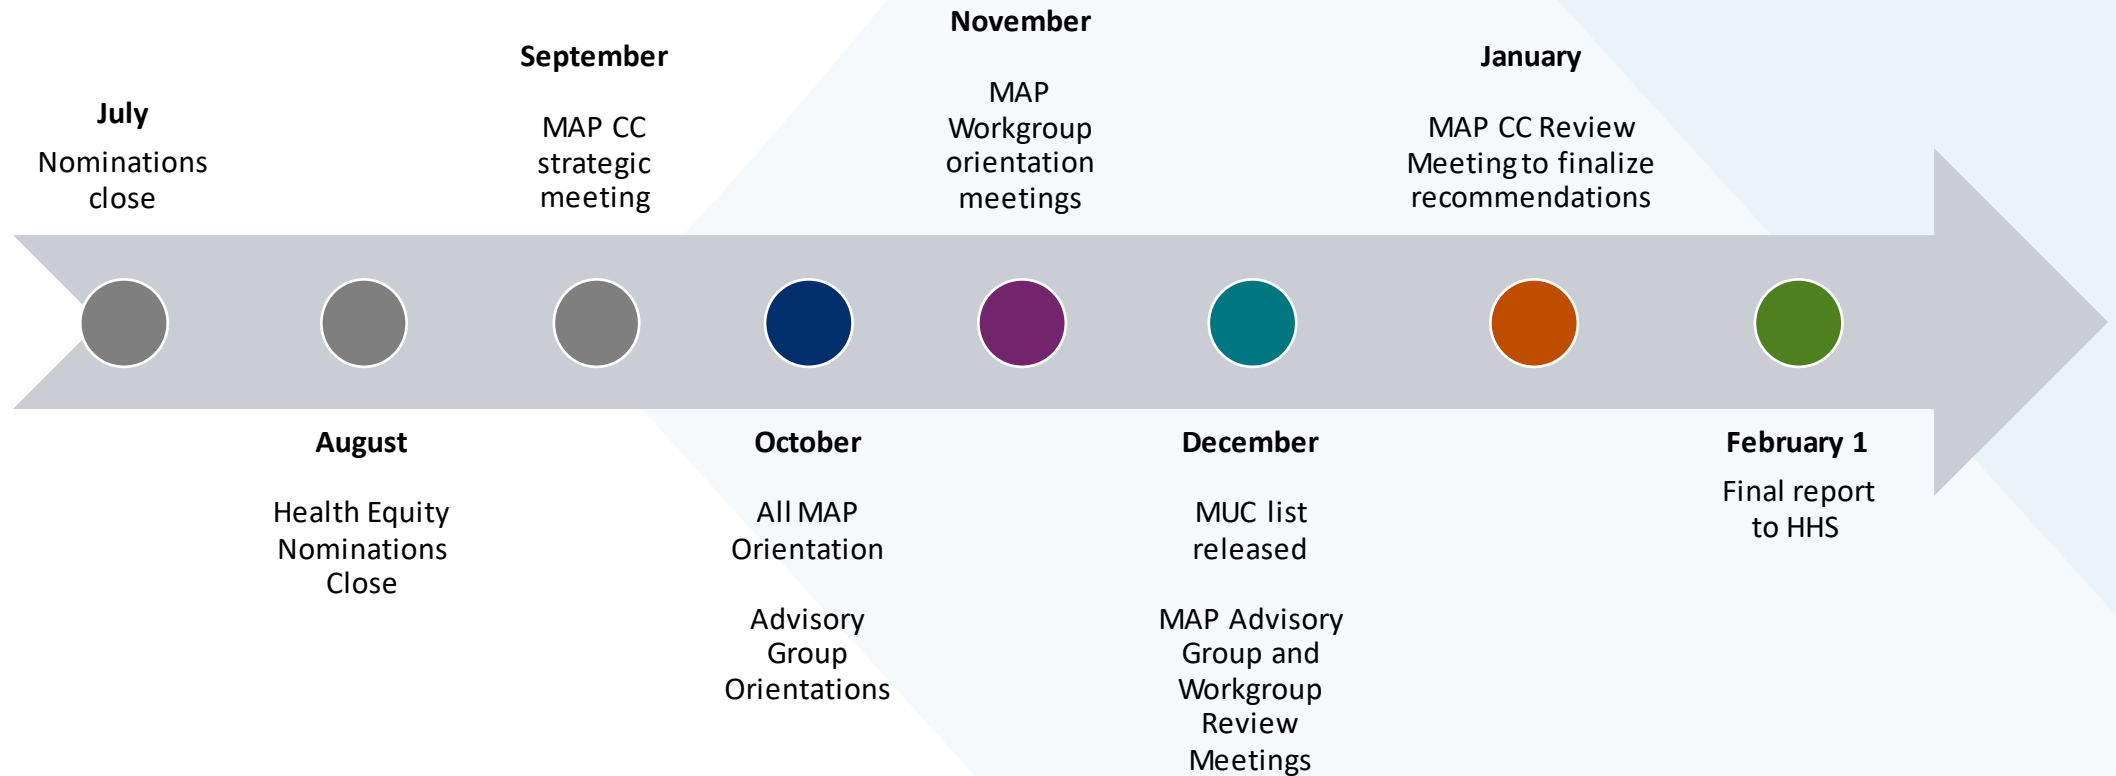 July
Nominations
close
August
Health Equity
Nominations
Close
September
MAP CC
strategic
meeting
October
All MAP
Orientation
Advisory
Group
Orientations
November
MAP
Workgroup
orientation
meetings
December
MUC list
released
MAP Advisory
Group and
Workgroup
Review
Meetings
January
MAP CC Review
Meeting to finalize
recommendations
February 1
Final report
to HHS